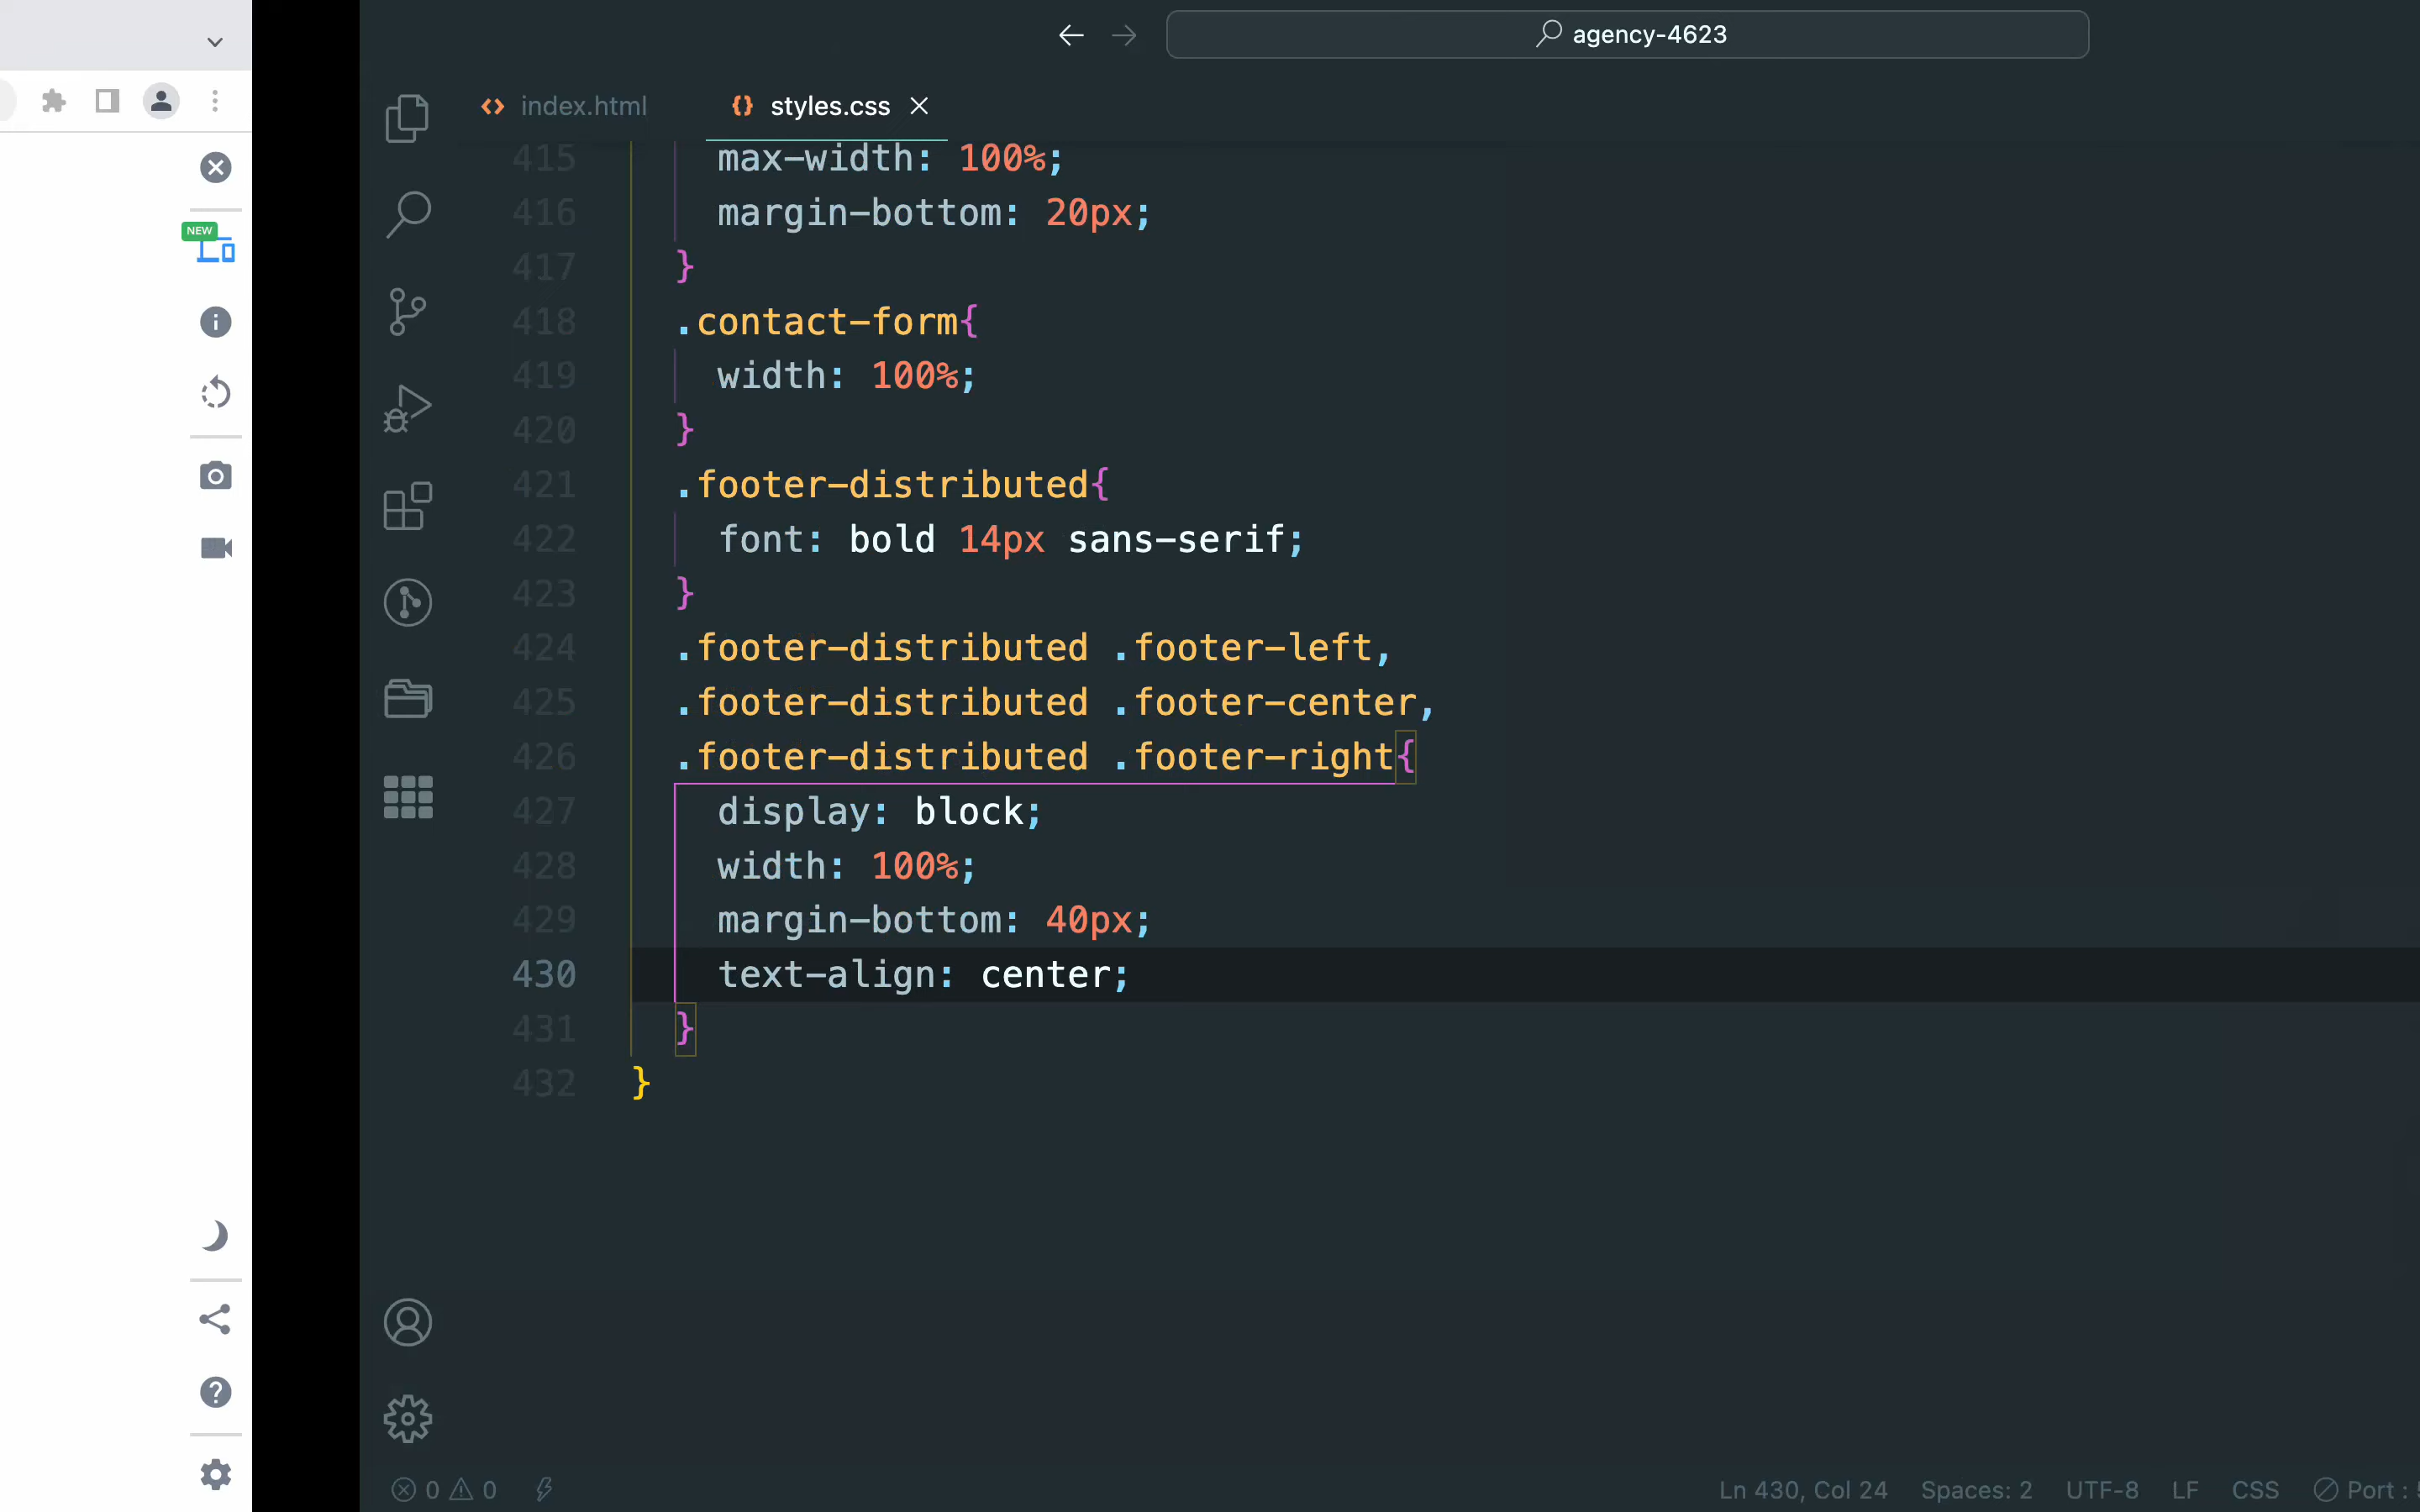 agency-4623
index.html
styles.css
NEW
415 max-width: 100%;
416 margin-bottom: 20px;
417 }
418 .contact-form{
419 width: 100%;
420 }
421 .footer-distributed{
422 font: bold 14px sans-serif;
423 }
424 .footer-distributed .footer-left,
425 .footer-distributed .footer-center,
426 .footer-distributed .footer-right{
427 display: block;
428 width: 100%;
429 margin-bottom: 40px;
430 text-align: center;
431 }
432 }
0 0 Ln 430, Col 24 Spaces: 2 UTF-8 LF CSS Port :